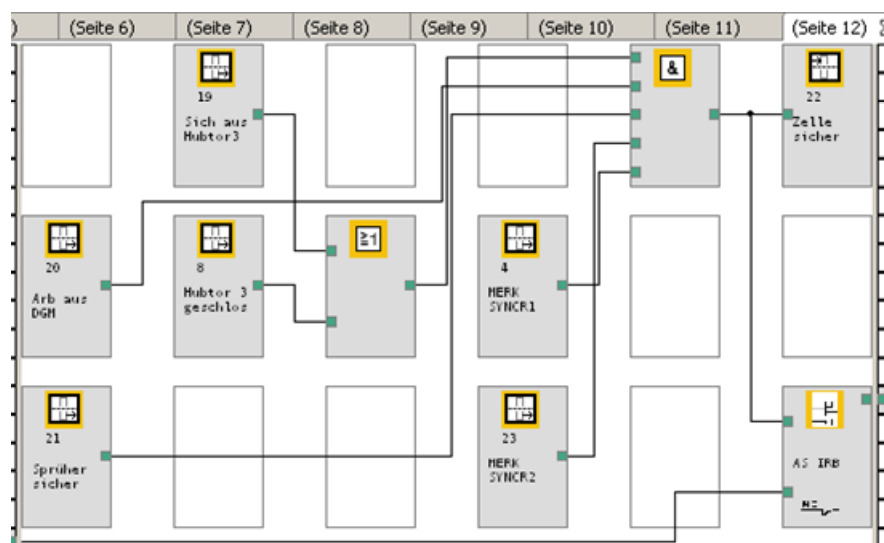 (Seite 6)
(Seite 7)
(Seite 8)
(Seite 9)
(Seite 10)
(Seite 11)
(Seite 12)
19
Sich aus
Hubtor3
&
22
Zelle
sicher
20
Arb aus
DGM
8
Hubtor 3
geschlos
≧1
4
MERK
SYNCR1
21
Sprüher
sicher
23
MERK
SYNCR2
AS IRB